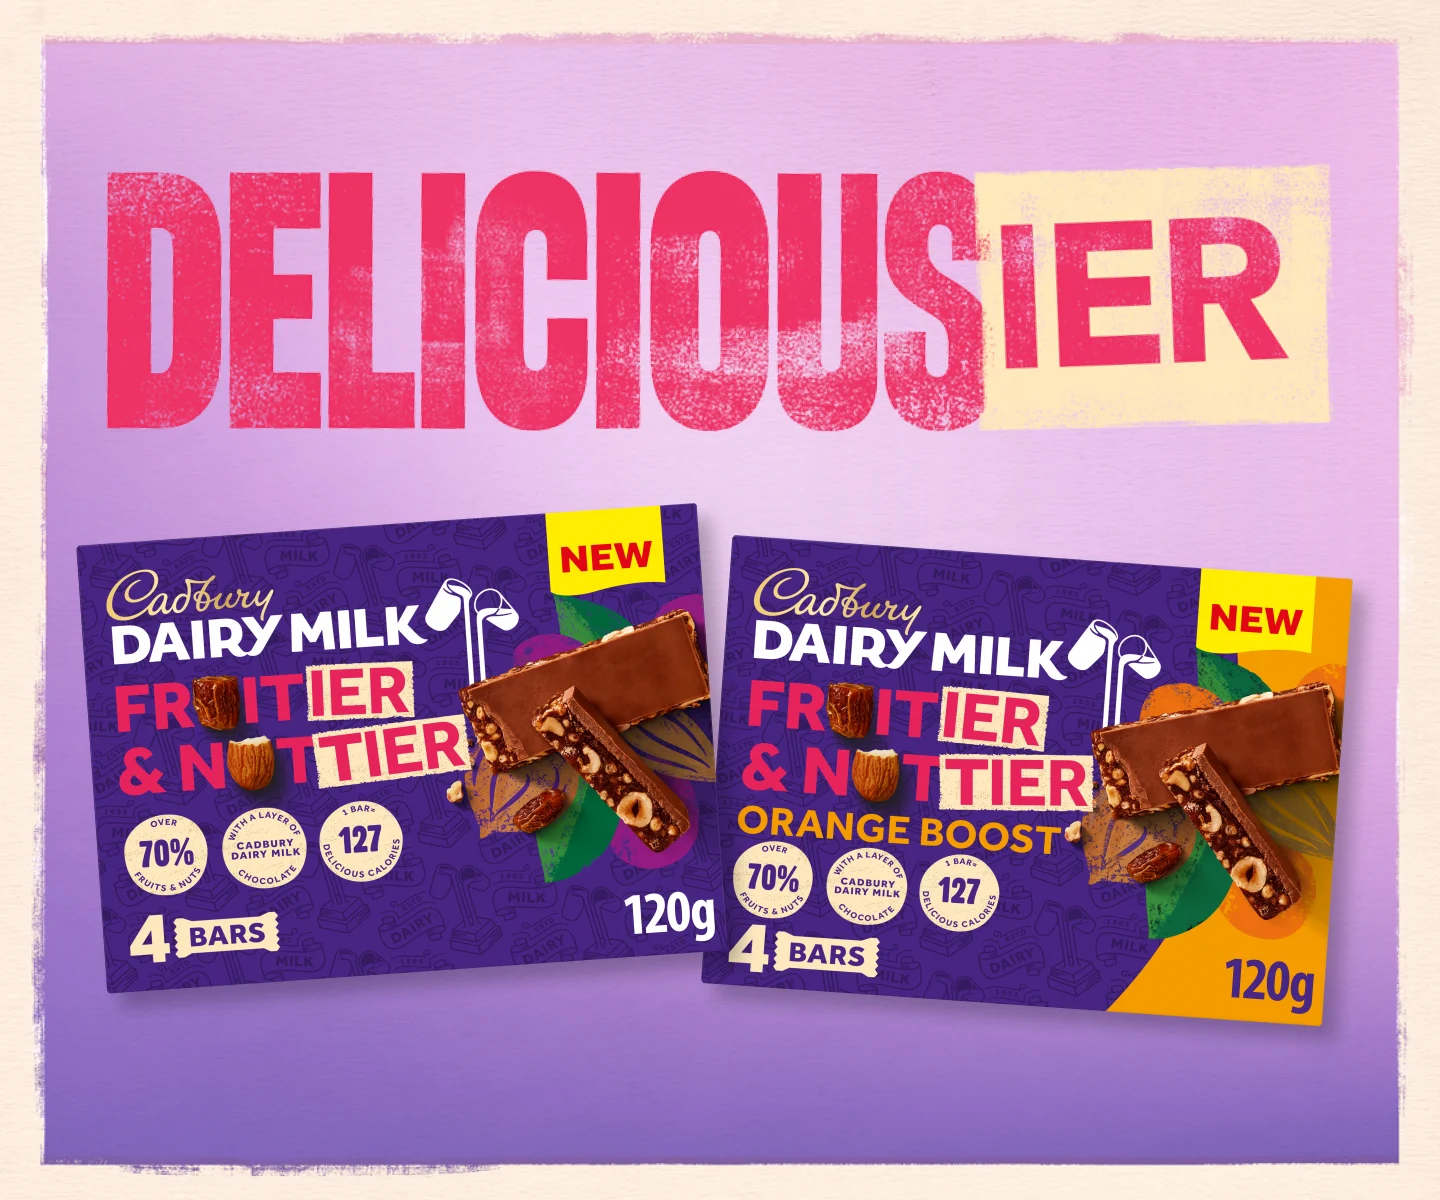 DELICIOUSIER
NEW
Cadbury
DAIRY MILK
FRUITIER
& NUTTIER
OVER
70%
FRUITS & NUTS
WITH A LAYER OF
CADBURY
DAIRY MILK
CHOCOLATE
1 BAR=
127
DELICIOUS CALORIES
4 BARS
120g
NEW
Cadbury
DAIRY MILK
FRUITIER
& NUTTIER
ORANGE BOOST
OVER
70%
FRUITS & NUTS
WITH A LAYER OF
CADBURY
DAIRY MILK
CHOCOLATE
1 BAR=
127
DELICIOUS CALORIES
4 BARS
120g